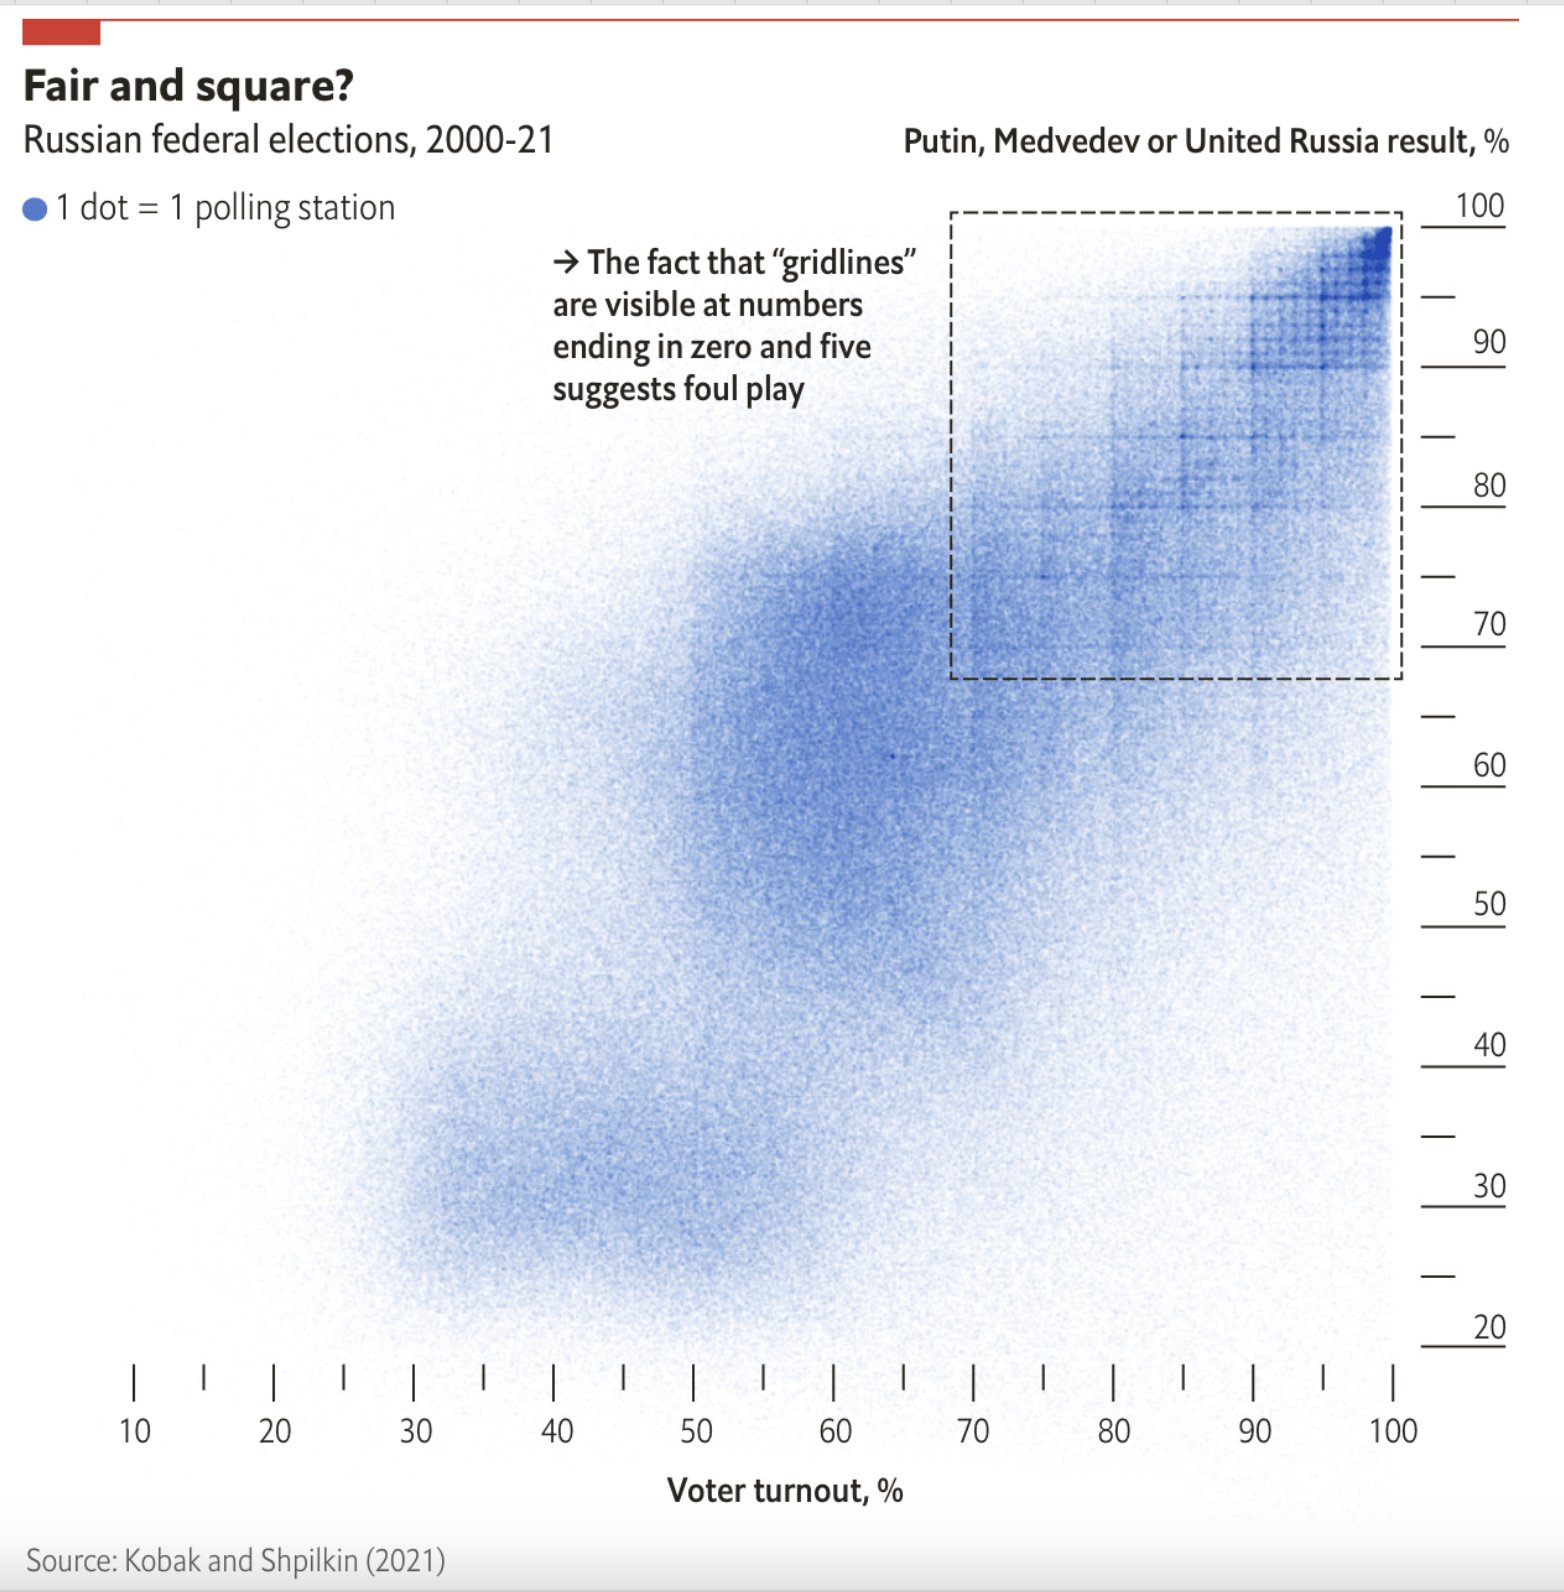 Fair and square?
Russian federal elections, 2000-21
Putin, Medvedev or United Russia result, %
1 dot = 1 polling station
→ The fact that “gridlines”
are visible at numbers
ending in zero and five
suggests foul play
100
90
80
70
60
50
40
30
20
10 20 30 40 50 60 70 80 90 100
Voter turnout, %
Source: Kobak and Shpilkin (2021)